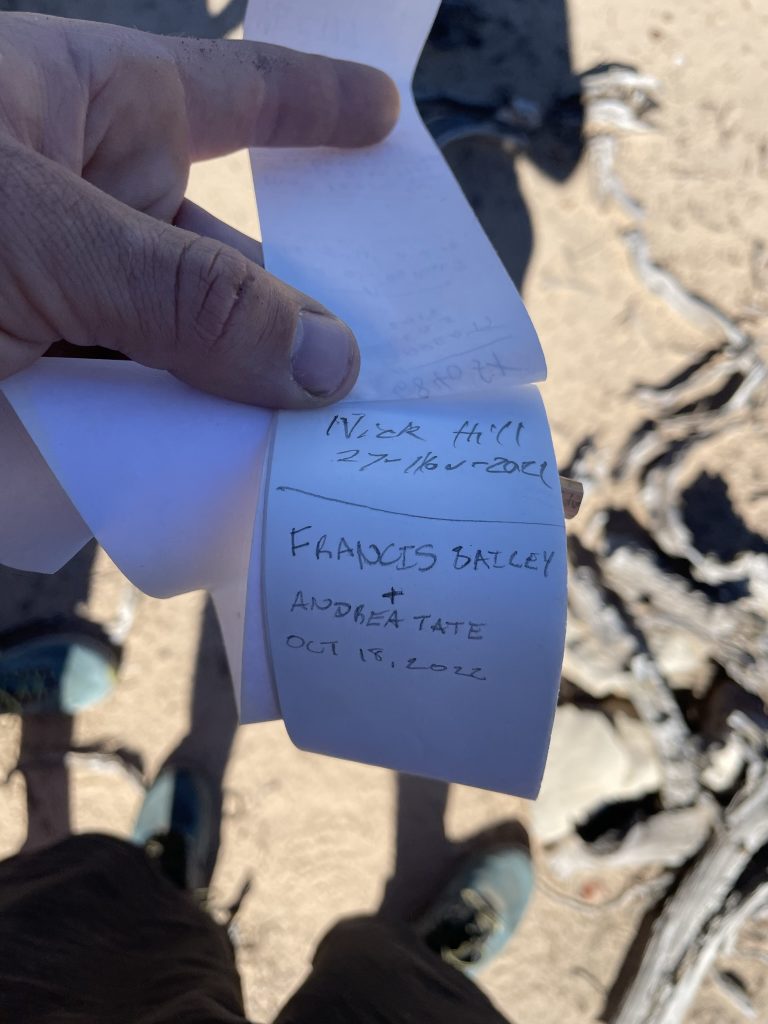 Nick Hill
27-Nov-2021
FRANCIS BAILEY
+
ANDREA TATE
OCT 18, 2022